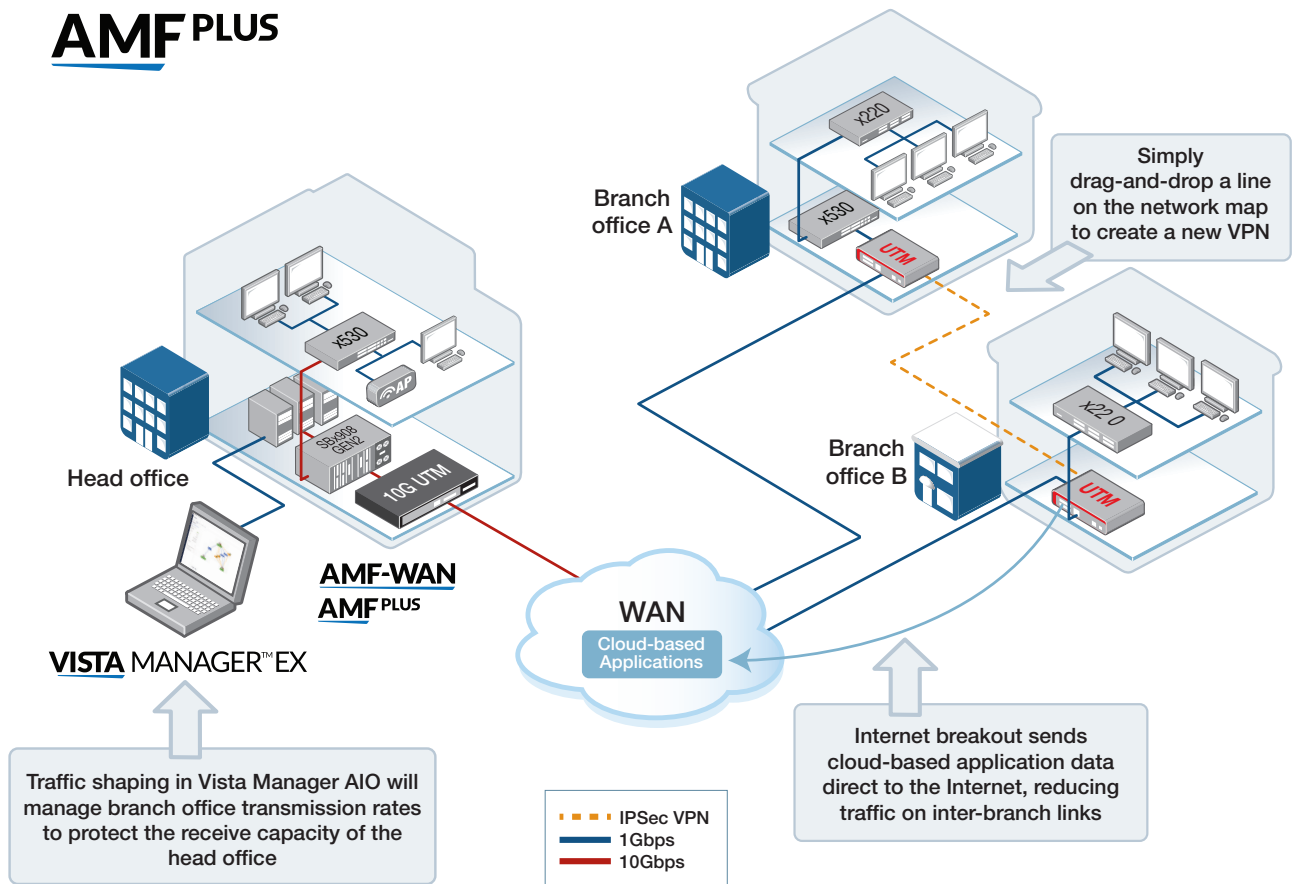 AMF PLUS
x220
Branch
office A
x530
UTM
Simply
drag-and-drop a line
on the network map
to create a new VPN
x530
AP
SBx908
GEN2
10G UTM
Head office
x220
Branch
office B
UTM
AMF-WAN
AMF PLUS
VISTA MANAGER™ EX
WAN
Cloud-based
Applications
Traffic shaping in Vista Manager AIO will
manage branch office transmission rates
to protect the receive capacity of the
head office
Internet breakout sends
cloud-based application data
direct to the Internet, reducing
traffic on inter-branch links
IPSec VPN
1Gbps
10Gbps